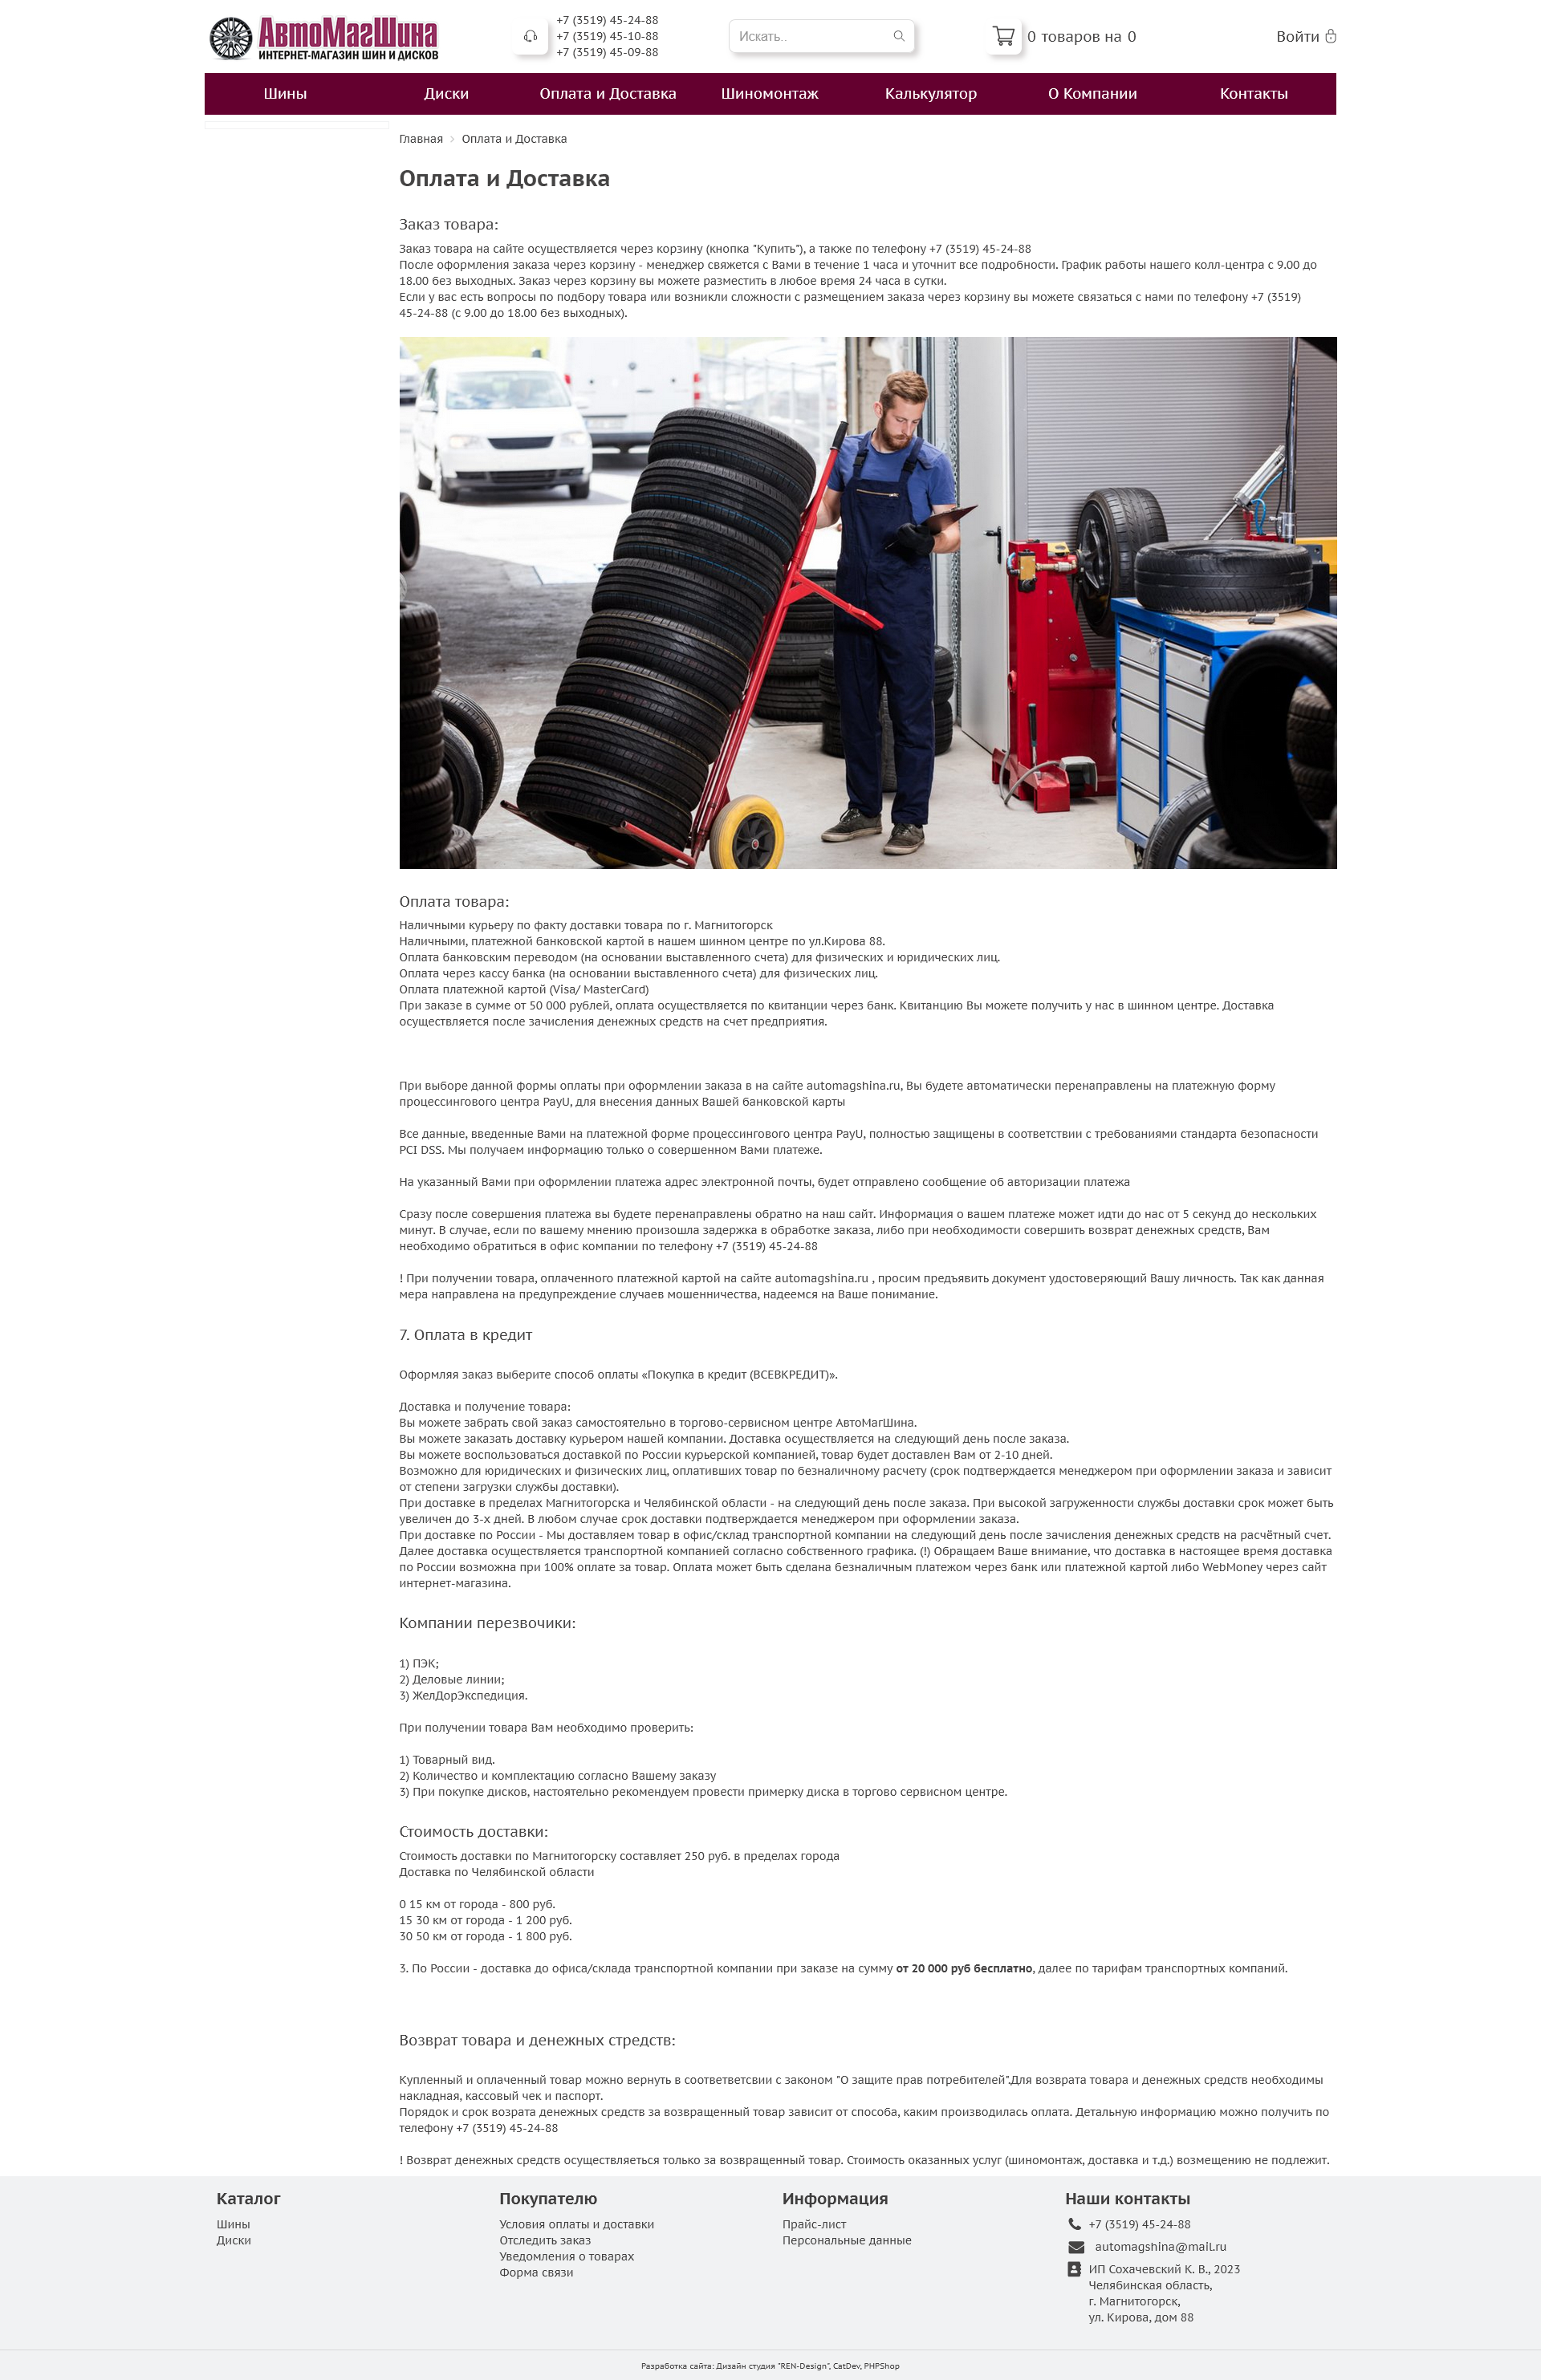 АвтоМагШина
ИНТЕРНЕТ-МАГАЗИН ШИН И ДИСКОВ
+7 (3519) 45-24-88
+7 (3519) 45-10-88
+7 (3519) 45-09-88
Искать..
0 товаров на 0
Войти
Шины
Диски
Оплата и Доставка
Шиномонтаж
Калькулятор
О Компании
Контакты
Главная
Оплата и Доставка
Оплата и Доставка
Заказ товара:
Заказ товара на сайте осуществляется через корзину (кнопка "Купить"), а также по телефону +7 (3519) 45-24-88
После оформления заказа через корзину - менеджер свяжется с Вами в течение 1 часа и уточнит все подробности. График работы нашего колл-центра с 9.00 до
18.00 без выходных. Заказ через корзину вы можете разместить в любое время 24 часа в сутки.
Если у вас есть вопросы по подбору товара или возникли сложности с размещением заказа через корзину вы можете связаться с нами по телефону +7 (3519)
45-24-88 (с 9.00 до 18.00 без выходных).
Оплата товара:
Наличными курьеру по факту доставки товара по г. Магнитогорск
Наличными, платежной банковской картой в нашем шинном центре по ул.Кирова 88.
Оплата банковским переводом (на основании выставленного счета) для физических и юридических лиц.
Оплата через кассу банка (на основании выставленного счета) для физических лиц.
Оплата платежной картой (Visa/ MasterCard)
При заказе в сумме от 50 000 рублей, оплата осуществляется по квитанции через банк. Квитанцию Вы можете получить у нас в шинном центре. Доставка
осуществляется после зачисления денежных средств на счет предприятия.
При выборе данной формы оплаты при оформлении заказа в на сайте automagshina.ru, Вы будете автоматически перенаправлены на платежную форму
процессингового центра PayU, для внесения данных Вашей банковской карты
Все данные, введенные Вами на платежной форме процессингового центра PayU, полностью защищены в соответствии с требованиями стандарта безопасности
PCI DSS. Мы получаем информацию только о совершенном Вами платеже.
На указанный Вами при оформлении платежа адрес электронной почты, будет отправлено сообщение об авторизации платежа
Сразу после совершения платежа вы будете перенаправлены обратно на наш сайт. Информация о вашем платеже может идти до нас от 5 секунд до нескольких
минут. В случае, если по вашему мнению произошла задержка в обработке заказа, либо при необходимости совершить возврат денежных средств, Вам
необходимо обратиться в офис компании по телефону +7 (3519) 45-24-88
! При получении товара, оплаченного платежной картой на сайте automagshina.ru , просим предъявить документ удостоверяющий Вашу личность. Так как данная
мера направлена на предупреждение случаев мошенничества, надеемся на Ваше понимание.
7. Оплата в кредит
Оформляя заказ выберите способ оплаты «Покупка в кредит (ВСЕВКРЕДИТ)».
Доставка и получение товара:
Вы можете забрать свой заказ самостоятельно в торгово-сервисном центре АвтоМагШина.
Вы можете заказать доставку курьером нашей компании. Доставка осуществляется на следующий день после заказа.
Вы можете воспользоваться доставкой по России курьерской компанией, товар будет доставлен Вам от 2-10 дней.
Возможно для юридических и физических лиц, оплативших товар по безналичному расчету (срок подтверждается менеджером при оформлении заказа и зависит
от степени загрузки службы доставки).
При доставке в пределах Магнитогорска и Челябинской области - на следующий день после заказа. При высокой загруженности службы доставки срок может быть
увеличен до 3-х дней. В любом случае срок доставки подтверждается менеджером при оформлении заказа.
При доставке по России - Мы доставляем товар в офис/склад транспортной компании на следующий день после зачисления денежных средств на расчётный счет.
Далее доставка осуществляется транспортной компанией согласно собственного графика. (!) Обращаем Ваше внимание, что доставка в настоящее время доставка
по России возможна при 100% оплате за товар. Оплата может быть сделана безналичным платежом через банк или платежной картой либо WebMoney через сайт
интернет-магазина.
Компании перезвочики:
1) ПЭК;
2) Деловые линии;
3) ЖелДорЭкспедиция.
При получении товара Вам необходимо проверить:
1) Товарный вид.
2) Количество и комплектацию согласно Вашему заказу
3) При покупке дисков, настоятельно рекомендуем провести примерку диска в торгово сервисном центре.
Стоимость доставки:
Стоимость доставки по Магнитогорску составляет 250 руб. в пределах города
Доставка по Челябинской области
0 15 км от города - 800 руб.
15 30 км от города - 1 200 руб.
30 50 км от города - 1 800 руб.
3. По России - доставка до офиса/склада транспортной компании при заказе на сумму от 20 000 руб бесплатно, далее по тарифам транспортных компаний.
Возврат товара и денежных стредств:
Купленный и оплаченный товар можно вернуть в соответветсвии с законом "О защите прав потребителей".Для возврата товара и денежных средств необходимы
накладная, кассовый чек и паспорт.
Порядок и срок возрата денежных средств за возвращенный товар зависит от способа, каким производилась оплата. Детальную информацию можно получить по
телефону +7 (3519) 45-24-88
! Возврат денежных средств осуществляеться только за возвращенный товар. Стоимость оказанных услуг (шиномонтаж, доставка и т.д.) возмещению не подлежит.
Каталог
Шины
Диски
Покупателю
Условия оплаты и доставки
Отследить заказ
Уведомления о товарах
Форма связи
Информация
Прайс-лист
Персональные данные
Наши контакты
+7 (3519) 45-24-88
automagshina@mail.ru
ИП Сохачевский К. В., 2023
Челябинская область,
г. Магнитогорск,
ул. Кирова, дом 88
Разработка сайта: Дизайн студия "REN-Design", CatDev, PHPShop